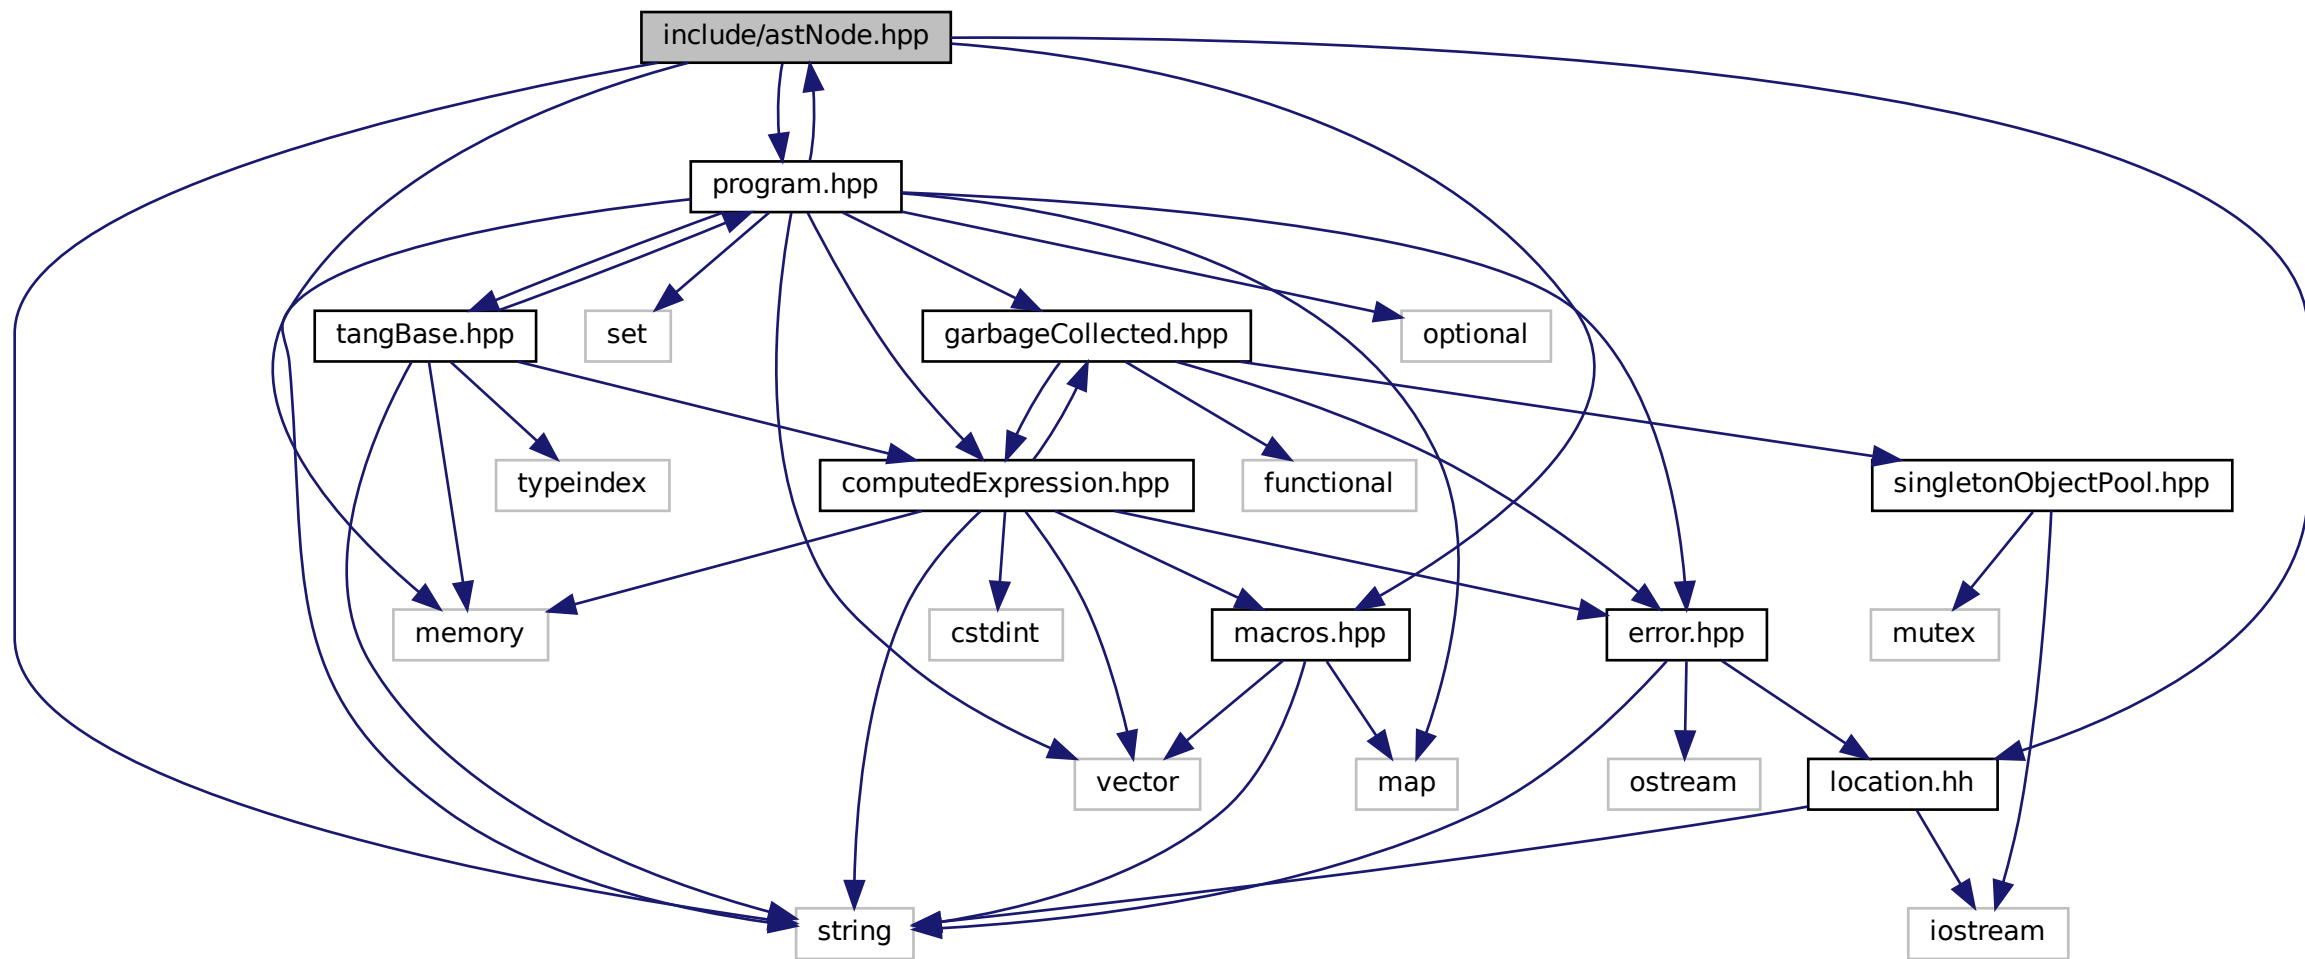 include/astNode.hpp
program.hpp
tangBase.hpp
set
garbageCollected.hpp
optional
typeindex
computedExpression.hpp
functional
singletonObjectPool.hpp
memory
cstdint
macros.hpp
error.hpp
mutex
vector
map
ostream
location.hh
string
iostream